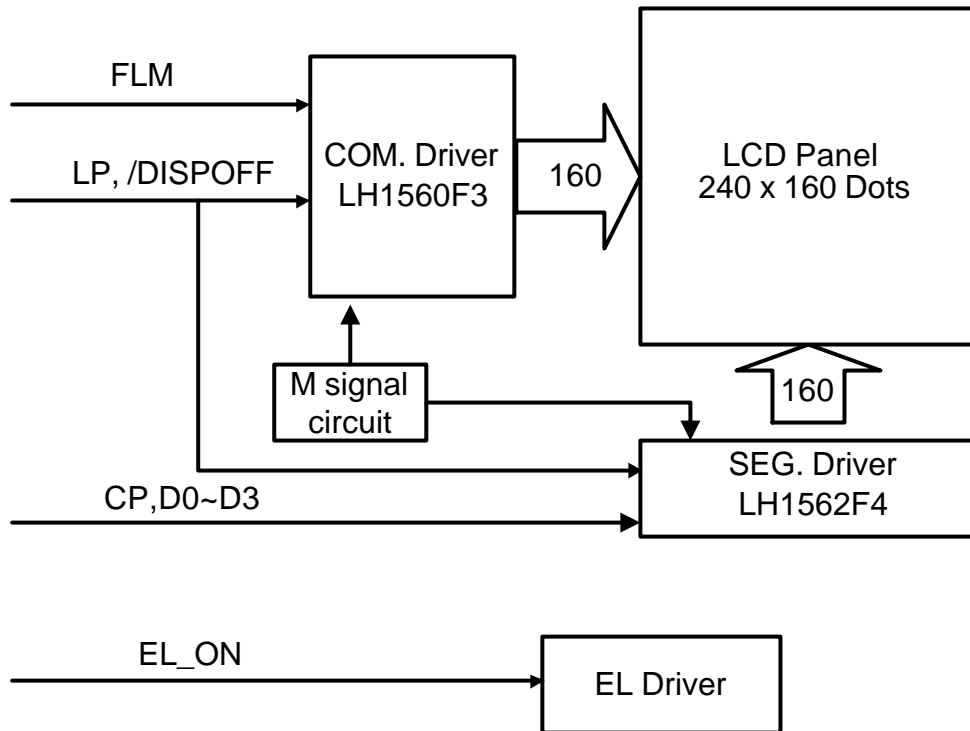 FLM
LP, /DISPOFF
COM. Driver
LH1560F3
160
LCD Panel
240 x 160 Dots
M signal
circuit
160
CP,D0~D3
SEG. Driver
LH1562F4
EL_ON
EL Driver